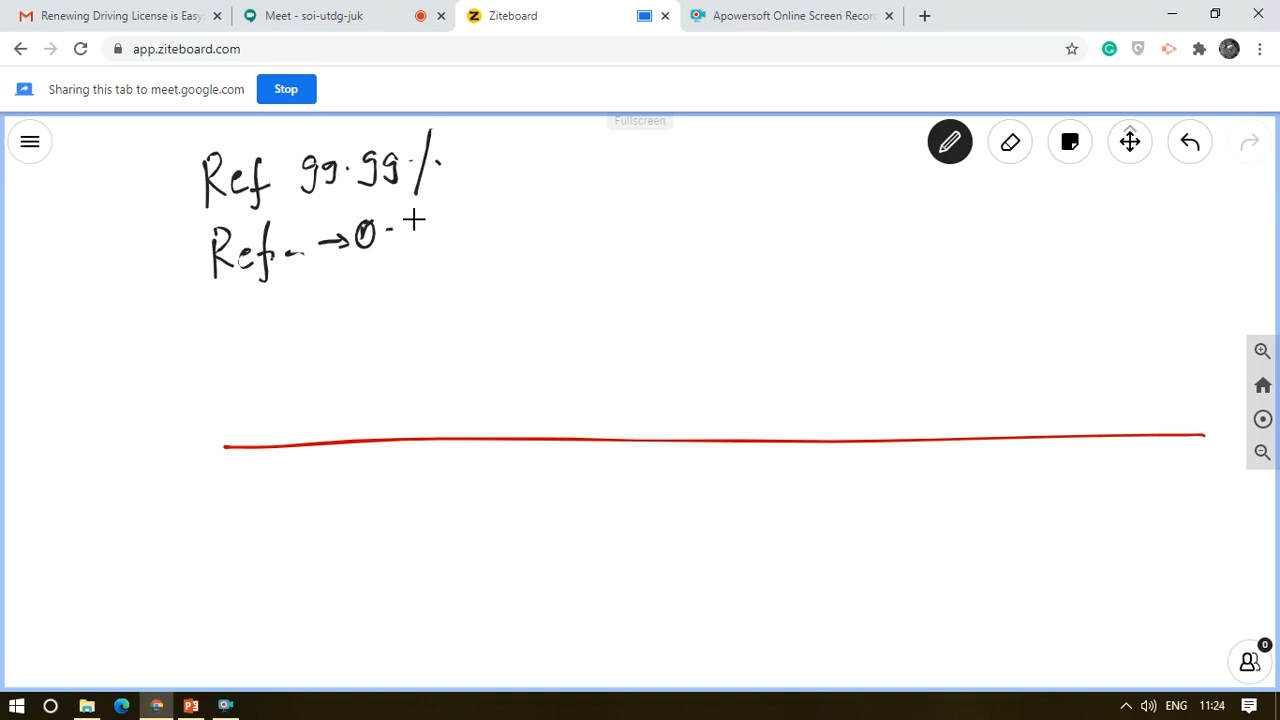 Renewing Driving License is Easy
Meet - soi-utdg-juk
Ziteboard
Apowersoft Online Screen Record
app.ziteboard.com
Sharing this tab to meet.google.com
Stop
Fullscreen
Ref 99.99 %
Ref → 0.
0
ENG
11:24